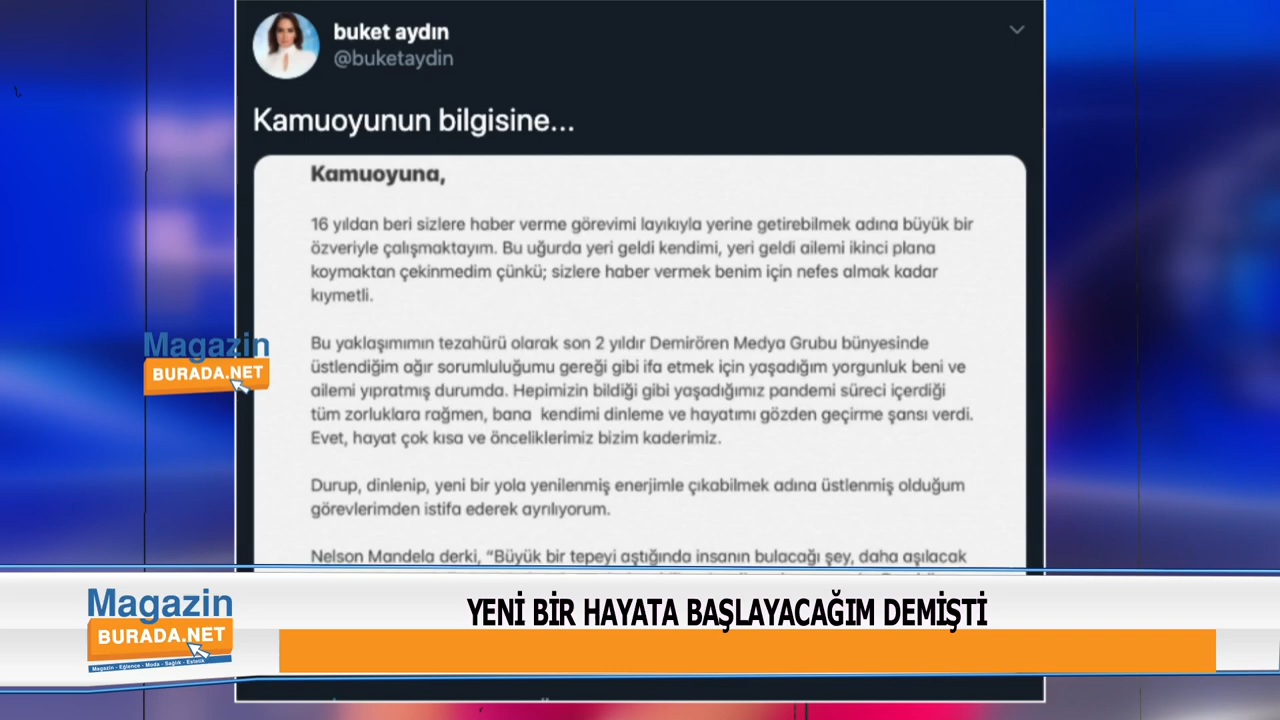 buket aydın
@buketaydin
Kamuoyunun bilgisine...
Kamuoyuna,
16 yıldan beri sizlere haber verme görevimi layıkıyla yerine getirebilmek adına büyük bir
özveriyle çalışmaktayım. Bu uğurda yeri geldi kendimi, yeri geldi ailemi ikinci plana
koymaktan çekinmedim çünkü; sizlere haber vermek benim için nefes almak kadar
kıymetli.
Bu yaklaşımımın tezahürü olarak son 2 yıldır Demirören Medya Grubu bünyesinde
üstlendiğim ağır sorumluluğumu gereği gibi ifa etmek için yaşadığım yorgunluk beni ve
ailemi yıpratmış durumda. Hepimizin bildiği gibi yaşadığımız pandemi süreci içerdiği
tüm zorluklara rağmen, bana kendimi dinleme ve hayatımı gözden geçirme şansı verdi.
Evet, hayat çok kısa ve önceliklerimiz bizim kaderimiz.
Durup, dinlenip, yeni bir yola yenilenmiş enerjimle çıkabilmek adına üstlenmiş olduğum
görevlerimden istifa ederek ayrılıyorum.
Nelson Mandela derki, “Büyük bir tepeyi aştığında insanın bulacağı şey, daha aşılacak
Magazin
BURADA.NET
Magazin
BURADA.NET
Magazin - Eğlence - Moda - Sağlık - Estetik
YENİ BİR HAYATA BAŞLAYACAĞIM DEMİŞTİ